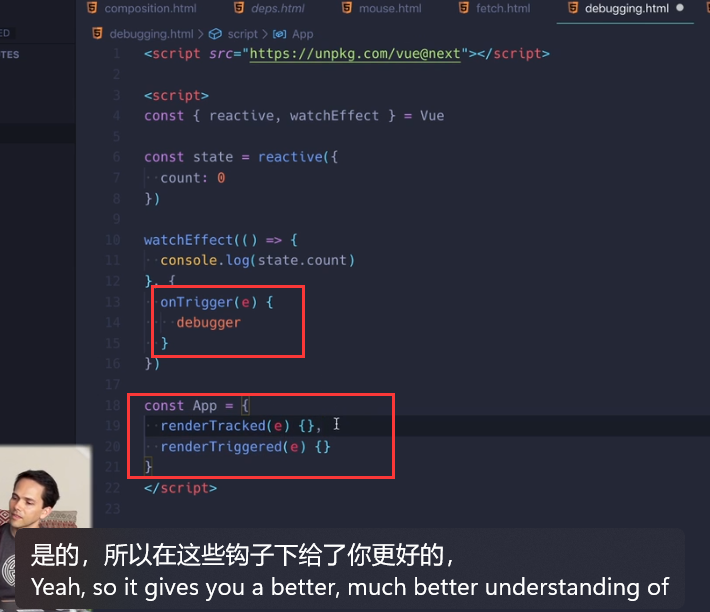 composition.html deps.html mouse.html fetch.html debugging.html
ED
TES
debugging.html > script > App
1 <script src="https://unpkg.com/vue@next"></script>
2
3 <script>
4 const { reactive, watchEffect } = Vue
5
6 const state = reactive({
7 count: 0
8 })
9
10 watchEffect(() => {
11 console.log(state.count)
12 }, {
13 onTrigger(e) {
14 debugger
15 }
16 })
17
18 const App = {
19 renderTracked(e) {},
20 renderTriggered(e) {}
21 }
22 </script>
23
是的，所以在这些钩子下给了你更好的，
Yeah, so it gives you a better, much better understanding of